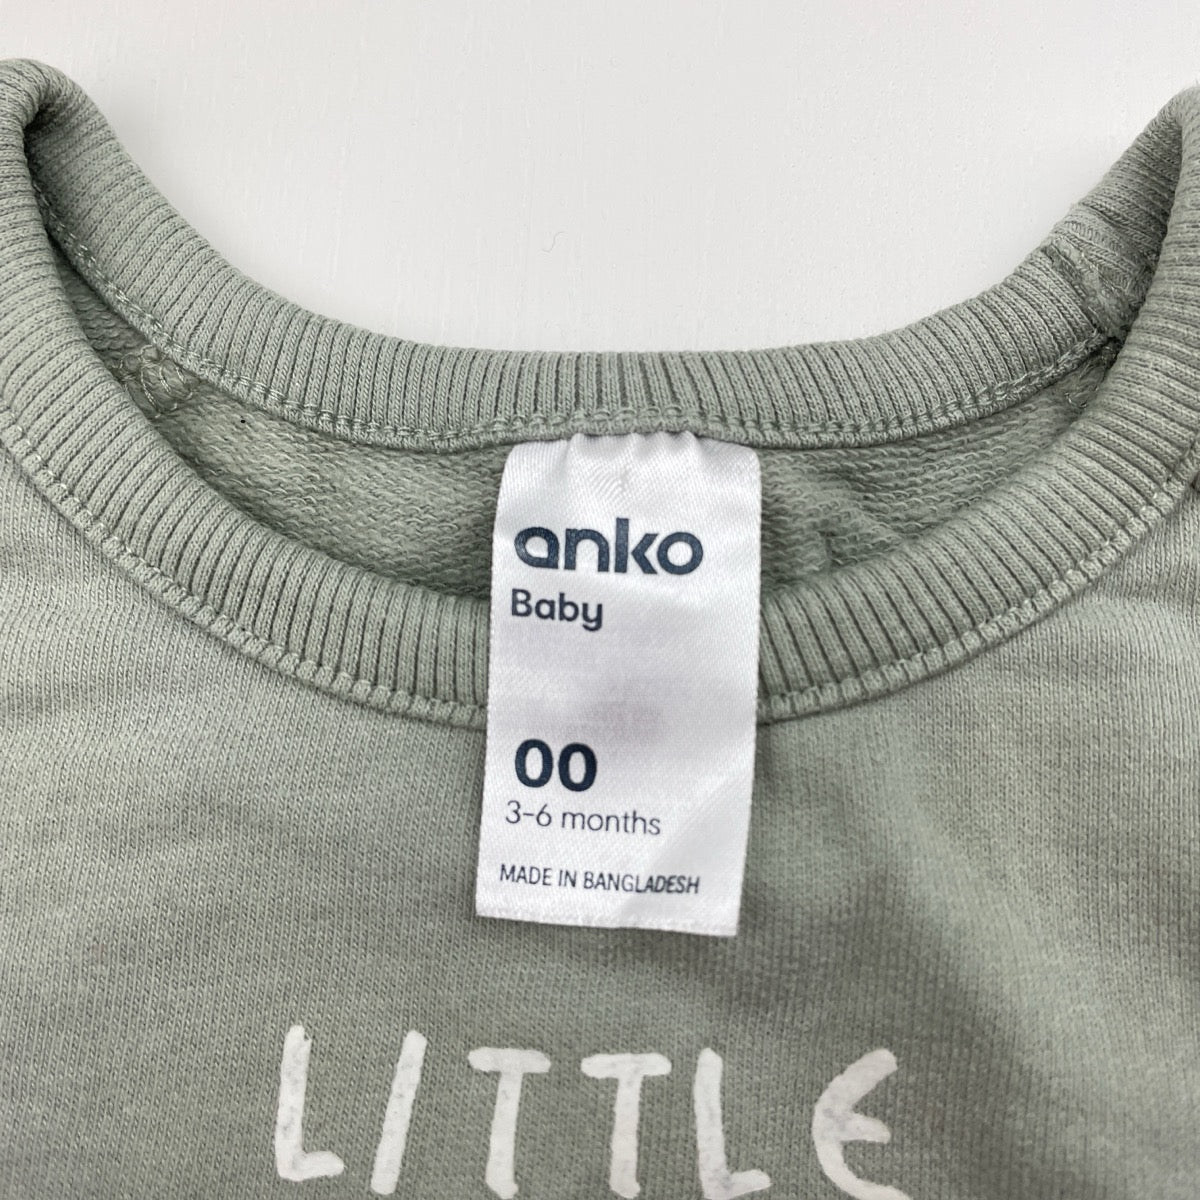 anko
Baby
00
3-6 months
MADE IN BANGLADESH
LITTLE